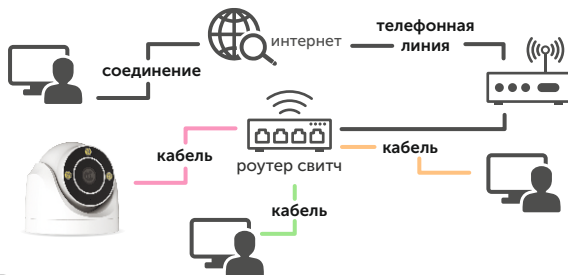 телефонная
линия
интернет
соединение
кабель
роутер свитч
кабель
кабель